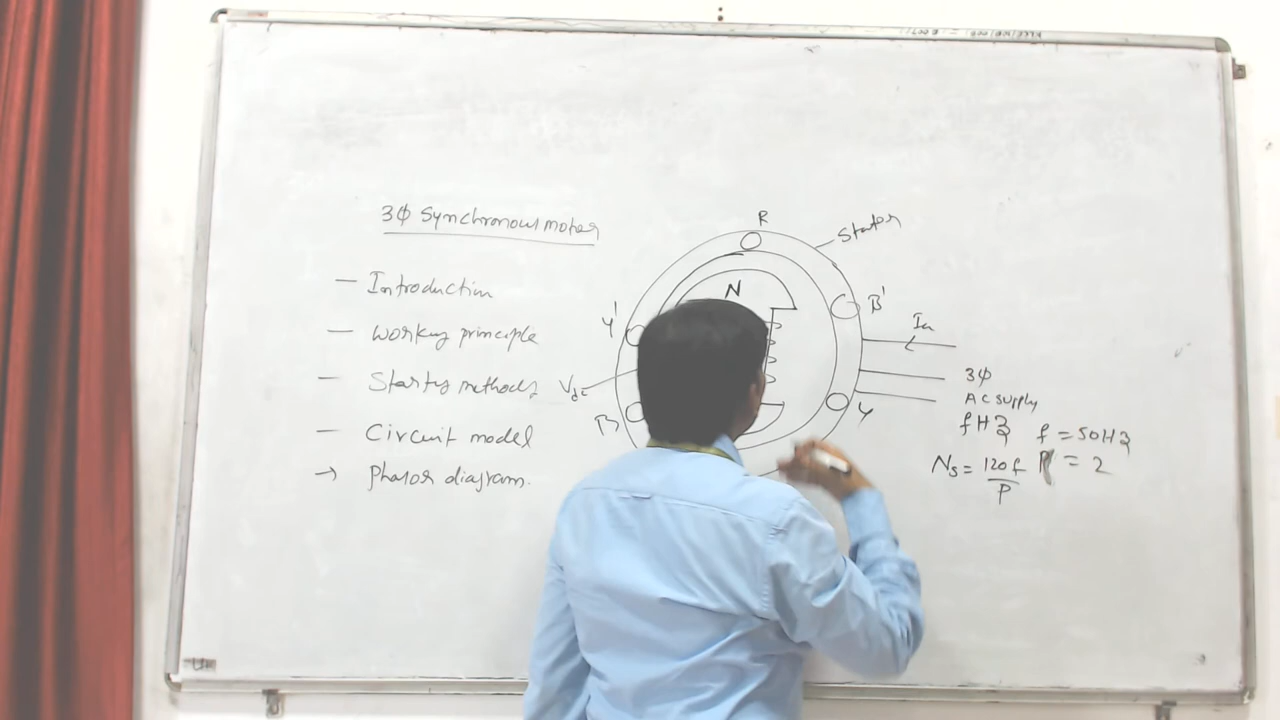 3Φ Synchronous motor
— Introduction
— Working principle
— Starting methods
— Circuit model
→ Phasor diagram.
R
Stator
N
Y'
B'
Ia
Vdc
B
Y
3Φ
AC supply
f Hz
f = 50Hz
Ns = 120f
P
P = 2